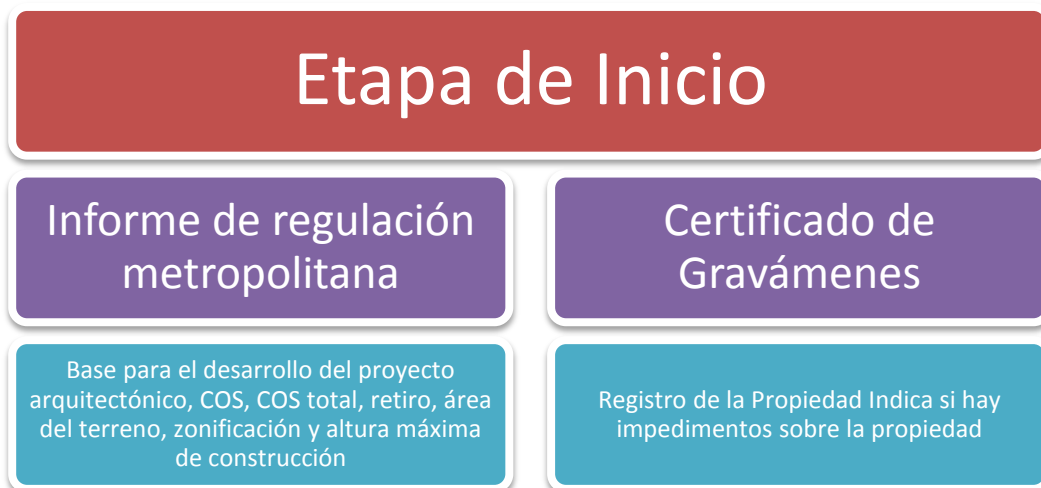 Etapa de Inicio
Informe de regulación
metropolitana
Certificado de
Gravámenes
Base para el desarrollo del proyecto
arquitectónico, COS, COS total, retiro, área
del terreno, zonificación y altura máxima
de construcción
Registro de la Propiedad Indica si hay
impedimentos sobre la propiedad